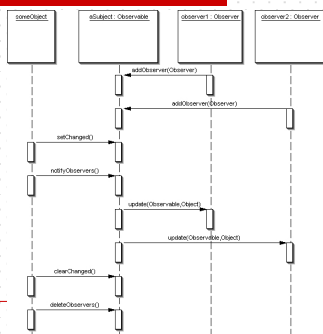 someObject
aSubject : Observable
observer1 : Observer
observer2 : Observer
addObserver(Observer)
addObserver(Observer)
setChanged()
notifyObservers()
update(Observable,Object)
update(Observable,Object)
clearChanged()
deleteObservers()